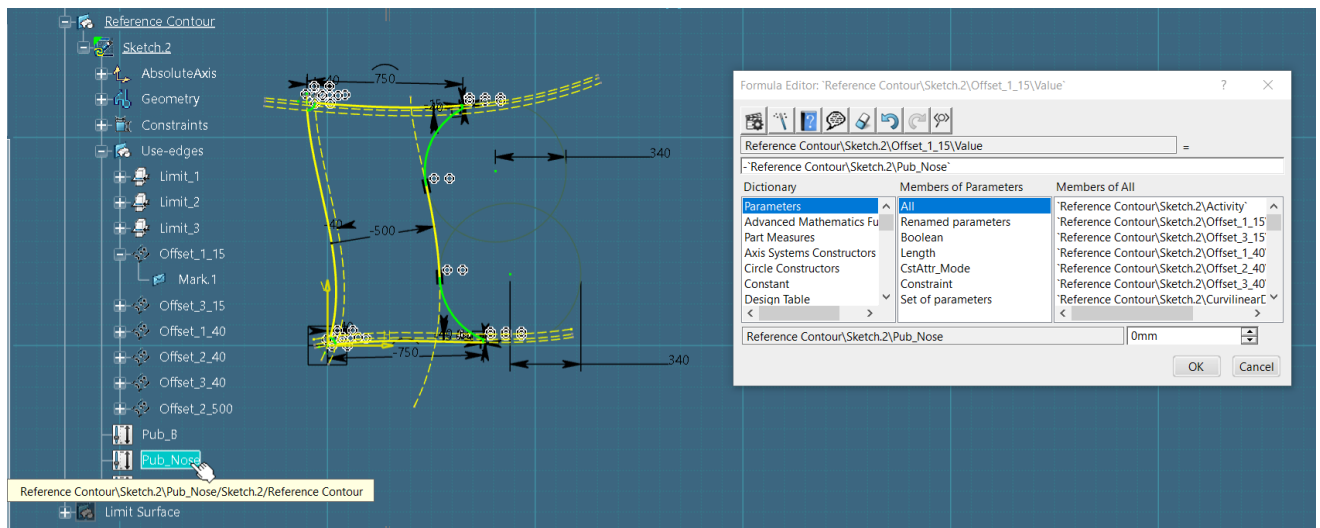 Reference Contour
Sketch.2
AbsoluteAxis
Geometry
Constraints
Use-edges
Limit_1
Limit_2
Limit_3
Offset_1_15
Mark.1
Offset_3_15
Offset_1_40
Offset_2_40
Offset_3_40
Offset_2_500
Pub_B
Pub_Nose
Reference Contour\Sketch.2\Pub_Nose/Sketch.2/Reference Contour
Limit Surface
750
340
-500
-750
340
V
H
Formula Editor: `Reference Contour\Sketch.2\Offset_1_15\Value` ?
Reference Contour\Sketch.2\Offset_1_15\Value =
-`Reference Contour\Sketch.2\Pub_Nose`
Dictionary Members of Parameters Members of All
Parameters All `Reference Contour\Sketch.2\Activity`
Advanced Mathematics Fu Renamed parameters `Reference Contour\Sketch.2\Offset_1_15'
Part Measures Boolean `Reference Contour\Sketch.2\Offset_3_15'
Axis Systems Constructors Length `Reference Contour\Sketch.2\Offset_1_40'
Circle Constructors CstAttr_Mode `Reference Contour\Sketch.2\Offset_2_40'
Constant Constraint `Reference Contour\Sketch.2\Offset_3_40'
Design Table Set of parameters `Reference Contour\Sketch.2\CurvilinearD
Reference Contour\Sketch.2\Pub_Nose 0mm
OK Cancel